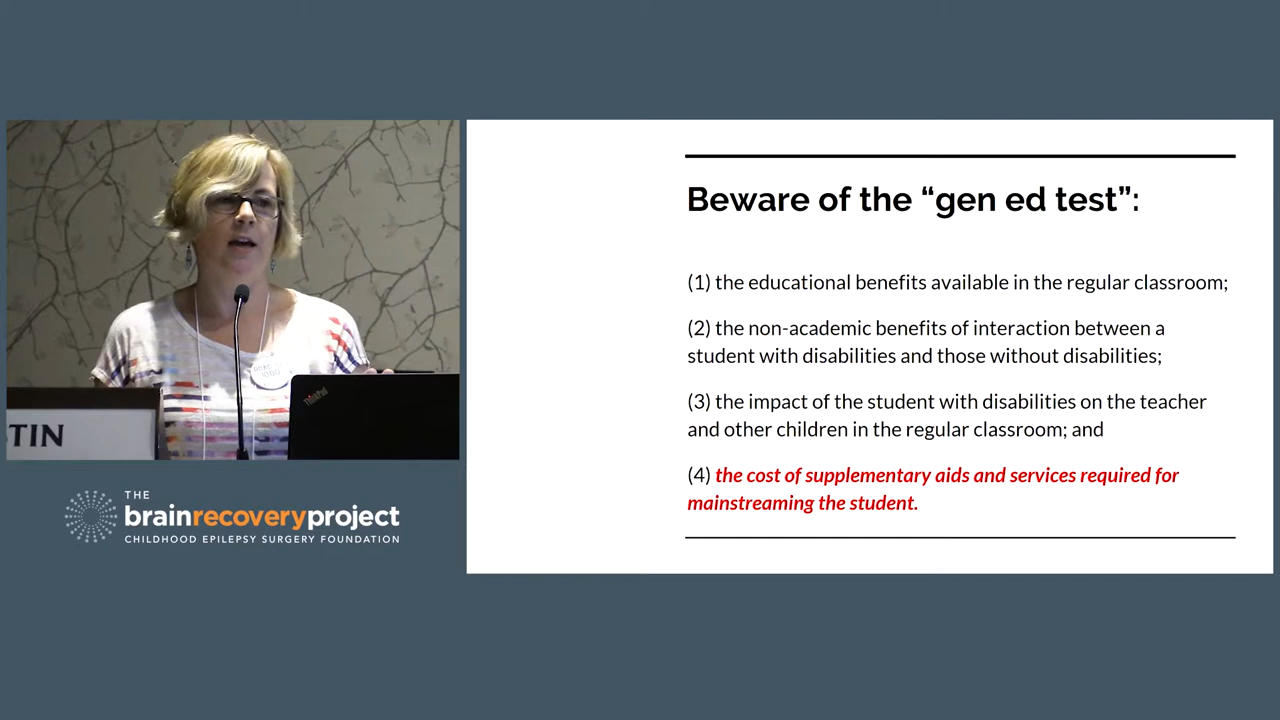 Beware of the “gen ed test”:
(1) the educational benefits available in the regular classroom;
(2) the non-academic benefits of interaction between a
student with disabilities and those without disabilities;
(3) the impact of the student with disabilities on the teacher
and other children in the regular classroom; and
(4) the cost of supplementary aids and services required for
mainstreaming the student.
TIN
ThinkPad
THE
brainrecoveryproject
CHILDHOOD EPILEPSY SURGERY FOUNDATION